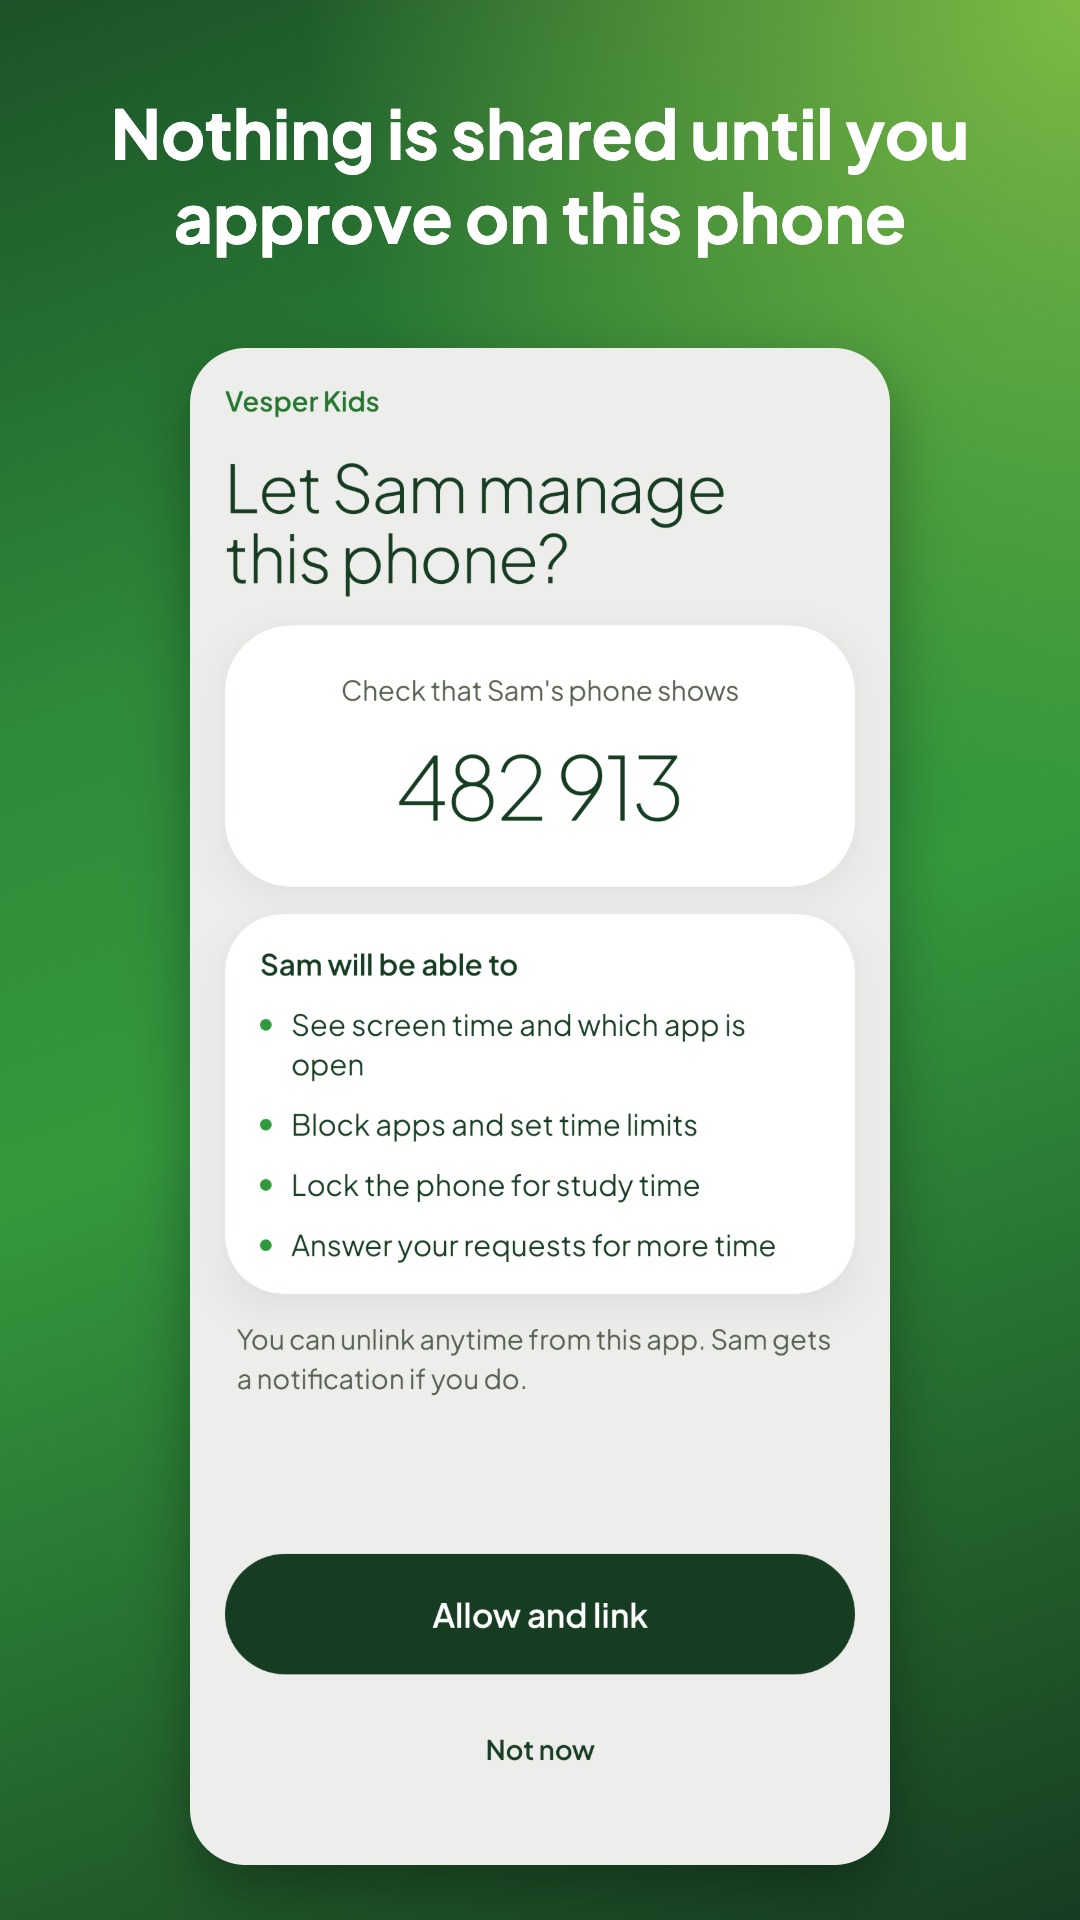 Nothing is shared until you
approve on this phone
Vesper Kids
Let Sam manage
this phone?
Check that Sam's phone shows
482 913
Sam will be able to
• See screen time and which app is
open
• Block apps and set time limits
• Lock the phone for study time
• Answer your requests for more time
You can unlink anytime from this app. Sam gets
a notification if you do.
Allow and link
Not now